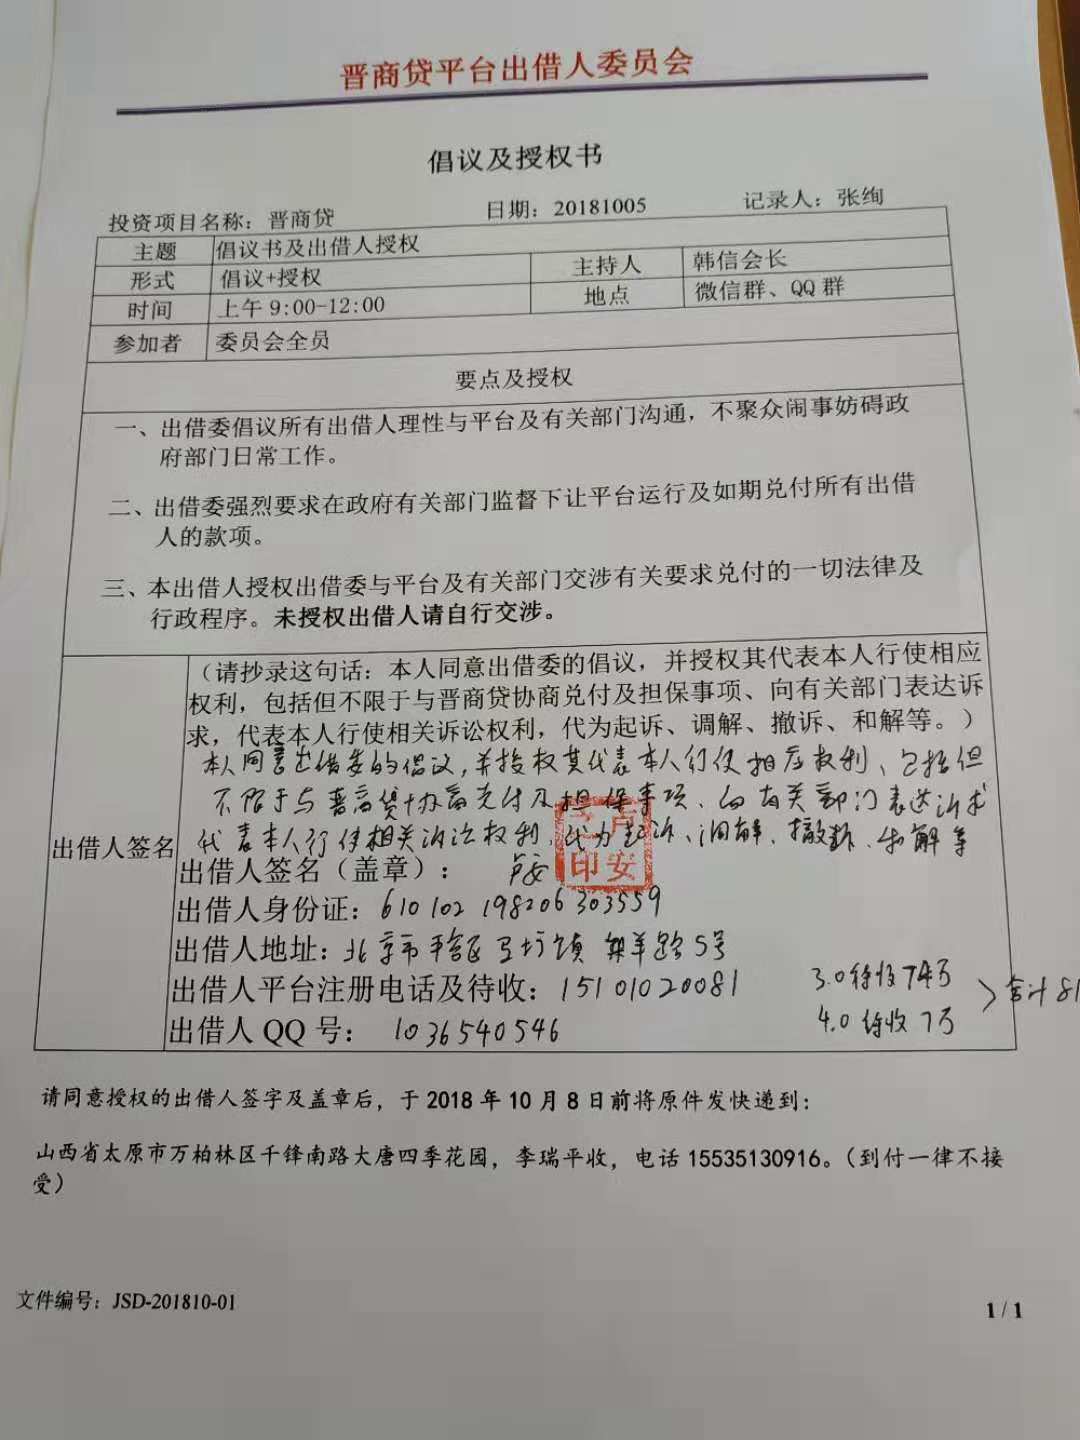 晋商贷平台出借人委员会
倡议及授权书
投资项目名称：晋商贷 日期：20181005 记录人：张绚
主题 倡议书及出借人授权
形式 倡议+授权 主持人 韩信会长
时间 上午 9:00-12:00 地点 微信群、QQ 群
参加者 委员会全员
要点及授权
一、出借委倡议所有出借人理性与平台及有关部门沟通，不聚众闹事妨碍政
府部门日常工作。
二、出借委强烈要求在政府有关部门监督下让平台运行及如期兑付所有出借
人的款项。
三、本出借人授权出借委与平台及有关部门交涉有关要求兑付的一切法律及
行政程序。未授权出借人请自行交涉。
（请抄录这句话：本人同意出借委的倡议，并授权其代表本人行使相应
权利，包括但不限于与晋商贷协商兑付及担保事项、向有关部门表达诉
求，代表本人行使相关诉讼权利，代为起诉、调解、撤诉、和解等。）
本人同意出借委的倡议，并授权其代表本人行使相应权利、包括但
不限于与晋商贷协商兑付及担保事项、向有关部门表达诉求
代表本人行使相关诉讼权利，代为起诉、调解、撤诉、和解等
出借人签名
出借人签名（盖章）： 卢安
卢安之印
出借人身份证：610102198206303559
出借人地址：北京市平谷区马坊镇 5号
出借人平台注册电话及待收：15101020081 3.0待收74万
4.0待收7万 合计81
出借人 QQ 号：1036540546
请同意授权的出借人签字及盖章后，于 2018 年 10 月 8 日前将原件发快递到：
山西省太原市万柏林区千锋南路大唐四季花园，李瑞平收，电话 15535130916。（到付一律不接
受）
文件编号：JSD-201810-01
1 / 1